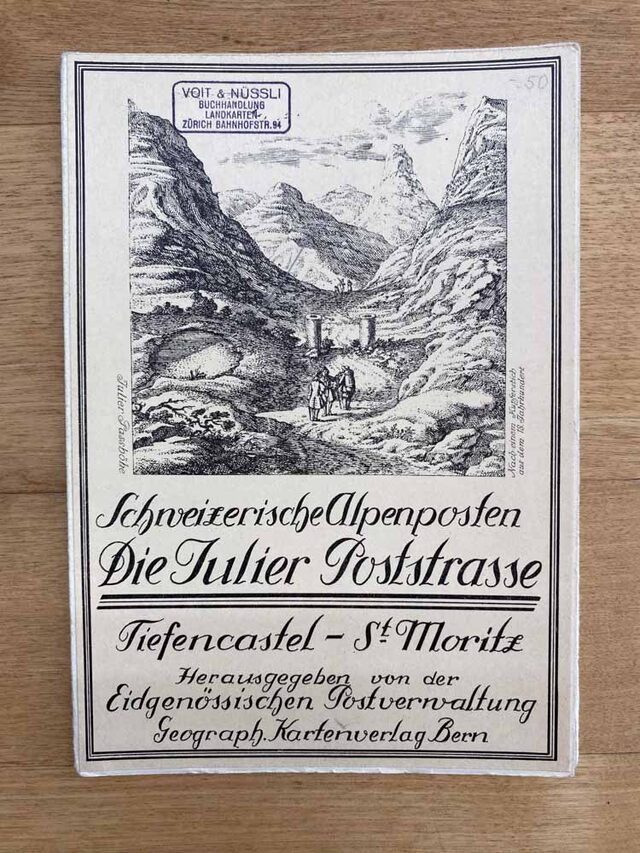 -.50
VOIT & NÜSSLI
BUCHHANDLUNG
LANDKARTEN
ZÜRICH BAHNHOFSTR. 94
Julier Passhöhe
Nach einem Kupferstich
aus dem 18. Jahrhundert
Schweizerische Alpenposten
Die Julier Poststrasse
Tiefencastel – St. Moritz
Herausgegeben von der
Eidgenössischen Postverwaltung
Geograph. Kartenverlag Bern